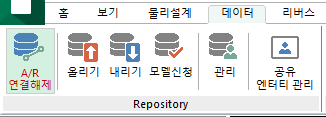 홈 보기 물리설계 데이터 리버스
A/R
연결해제
올리기 내리기 모델신청 관리 공유
엔터티 관리
Repository